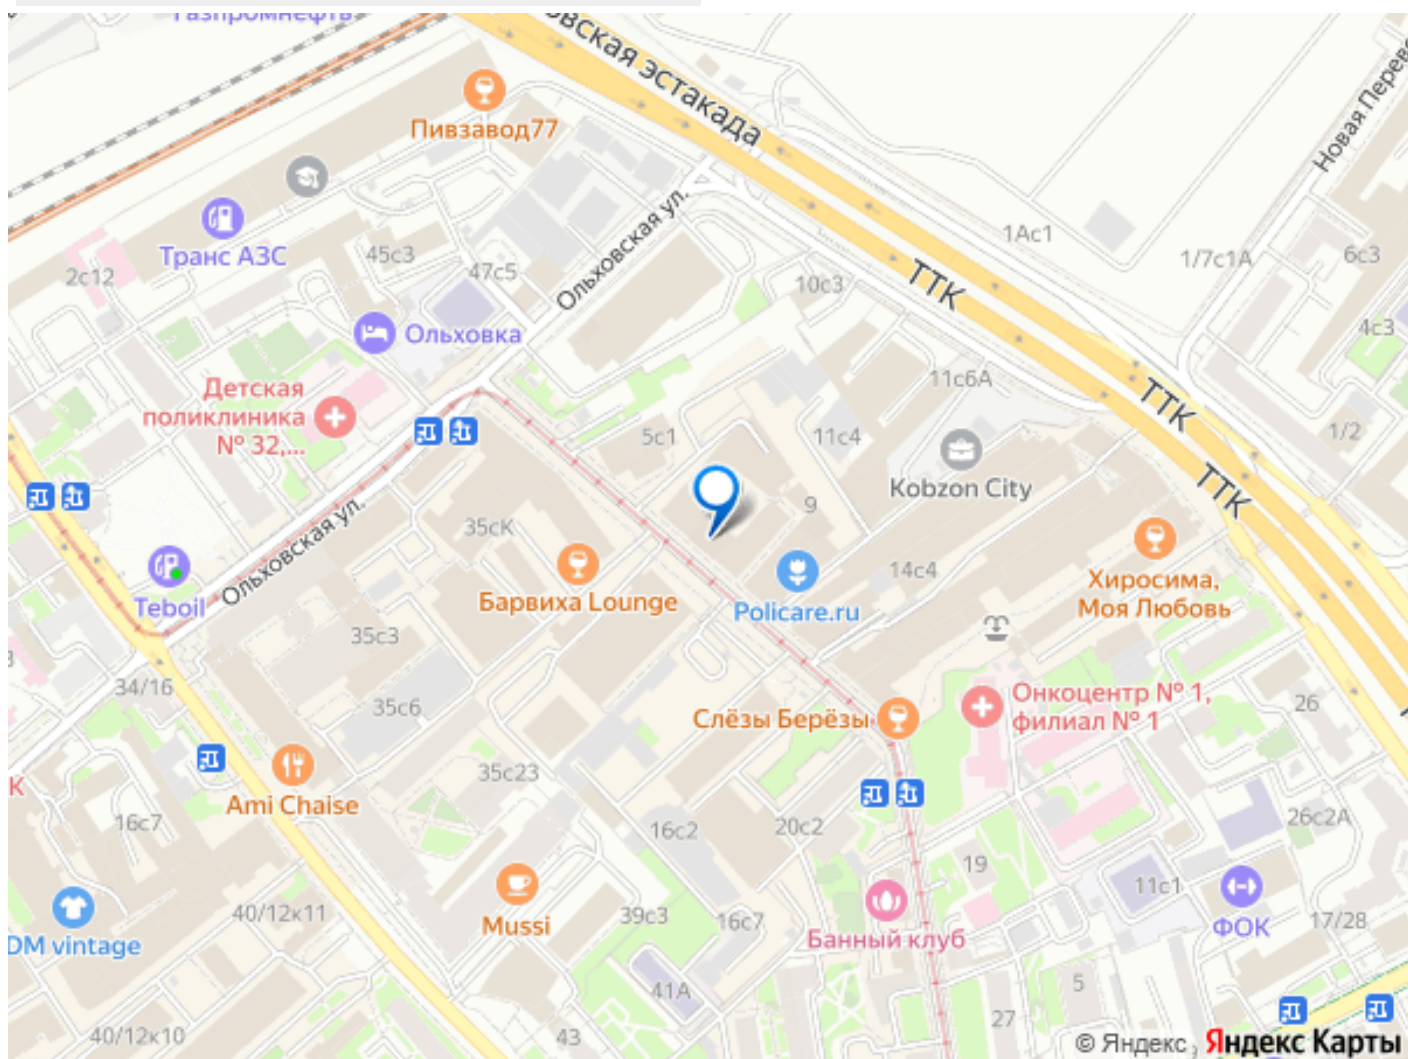 Газпромнефть
вская эстакада
Пивзавод77
Новая Перев
Транс АЗС
2с12
45с3
47с5
Ольховская ул.
10с3
ТТК
1Ас1
1/7с1А
6с3
4с3
Ольховка
Детская
поликлиника
№ 32,...
11с6А
ТТК
1/2
5с1
11с4
Kobzon City
ТТК
35сК
9
Ольховская ул.
Teboil
Барвиха Lounge
14с4
Policare.ru
Хиросима,
Моя Любовь
35с3
34/16
35с6
Слёзы Берёзы
Онкоцентр № 1,
филиал № 1
26
К
35с23
Ami Chaise
16с7
16с2
20с2
26с2А
19
11с1
40/12к11
DM vintage
Mussi
39с3
16с7
Банный клуб
ФОК
17/28
41А
5
40/12к10
43
27
© Яндекс, Яндекс Карты